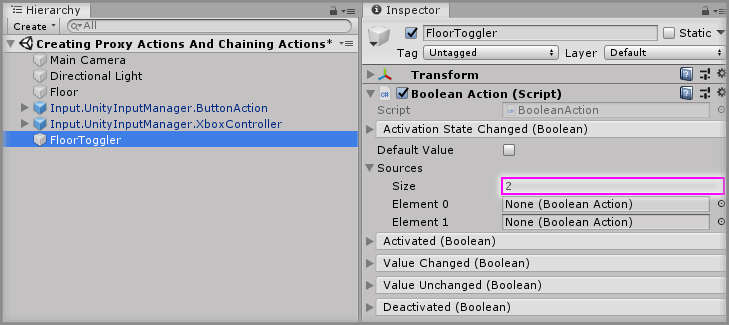 Hierarchy
Create
All
Creating Proxy Actions And Chaining Actions*
Main Camera
Directional Light
Floor
Input.UnityInputManager.ButtonAction
Input.UnityInputManager.XboxController
FloorToggler
Inspector
FloorToggler
Static
Tag Untagged Layer Default
Transform
Boolean Action (Script)
Script BooleanAction
Activation State Changed (Boolean)
Default Value
Sources
Size 2
Element 0 None (Boolean Action)
Element 1 None (Boolean Action)
Activated (Boolean)
Value Changed (Boolean)
Value Unchanged (Boolean)
Deactivated (Boolean)